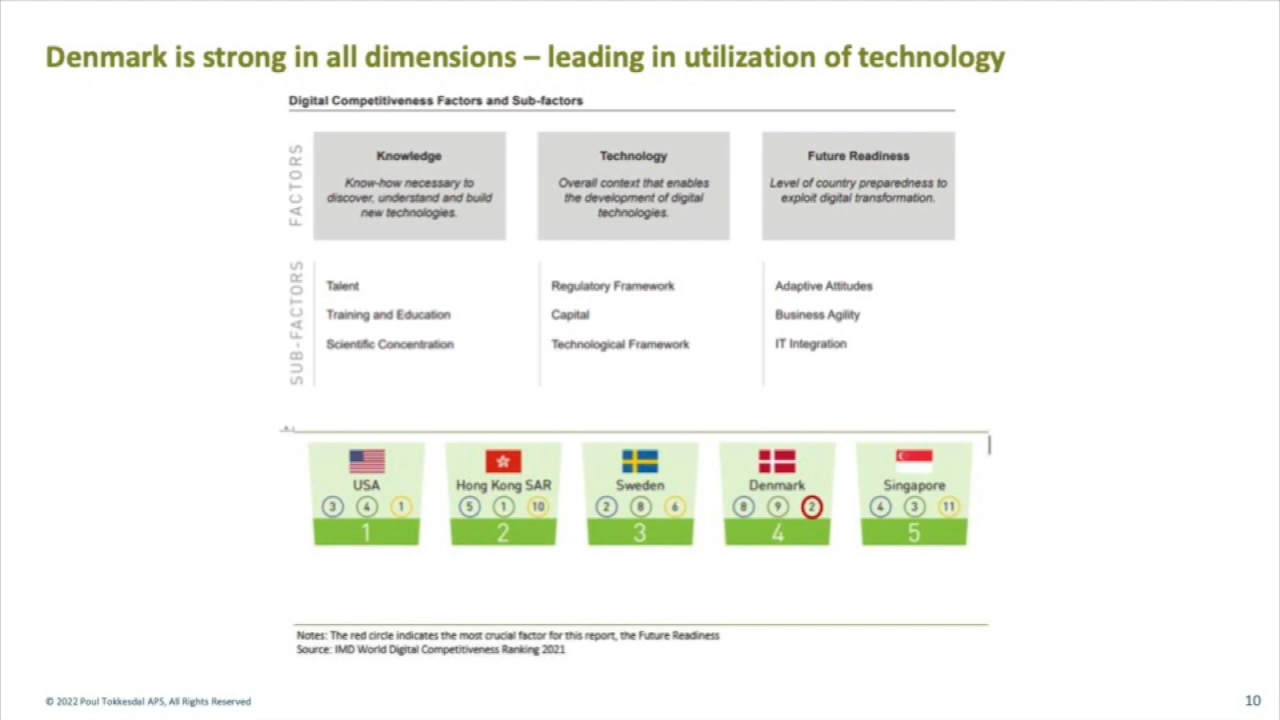 Denmark is strong in all dimensions – leading in utilization of technology
Digital Competitiveness Factors and Sub-factors
FACTORS
Knowledge
Know-how necessary to
discover, understand and build
new technologies.
Technology
Overall context that enables
the development of digital
technologies.
Future Readiness
Level of country preparedness to
exploit digital transformation.
SUB-FACTORS
Talent
Training and Education
Scientific Concentration
Regulatory Framework
Capital
Technological Framework
Adaptive Attitudes
Business Agility
IT Integration
USA
3 4 1
1
Hong Kong SAR
5 1 10
2
Sweden
2 8 6
3
Denmark
8 9 2
4
Singapore
4 3 11
5
Notes: The red circle indicates the most crucial factor for this report, the Future Readiness
Source: IMD World Digital Competitiveness Ranking 2021
© 2022 Poul Tokkesdal APS, All Rights Reserved
10